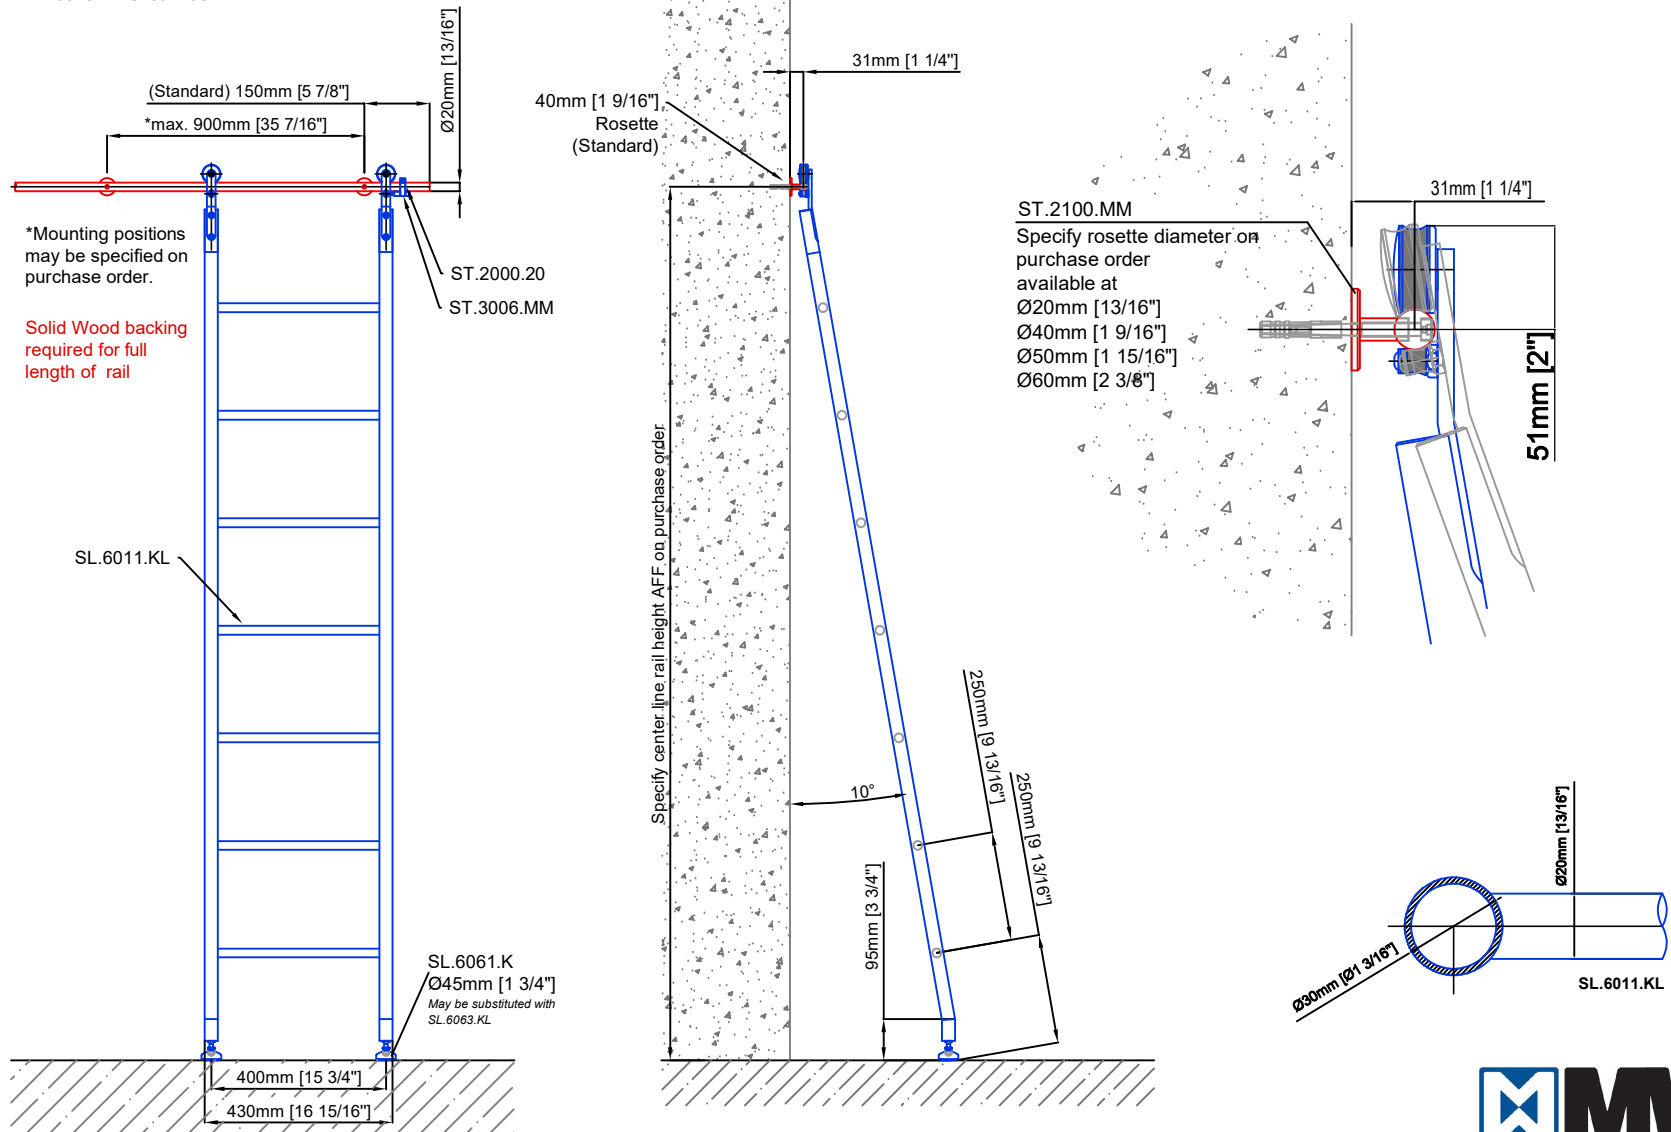 (Standard) 150mm [5 7/8"]
*max. 900mm [35 7/16"]
Ø20mm [13/16"]
*Mounting positions
may be specified on
purchase order.
Solid Wood backing
required for full
length of rail
ST.2000.20
ST.3006.MM
SL.6011.KL
SL.6061.K
Ø45mm [1 3/4"]
May be substituted with
SL.6063.KL
400mm [15 3/4"]
430mm [16 15/16"]
31mm [1 1/4"]
40mm [1 9/16"]
Rosette
(Standard)
Specify center line rail height AFF on purchase order
10°
250mm [9 13/16"]
250mm [9 13/16"]
95mm [3 3/4"]
31mm [1 1/4"]
ST.2100.MM
Specify rosette diameter on
purchase order
available at
Ø20mm [13/16"]
Ø40mm [1 9/16"]
Ø50mm [1 15/16"]
Ø60mm [2 3/8"]
51mm [2"]
Ø20mm [13/16"]
Ø30mm [Ø1 3/16"]
SL.6011.KL